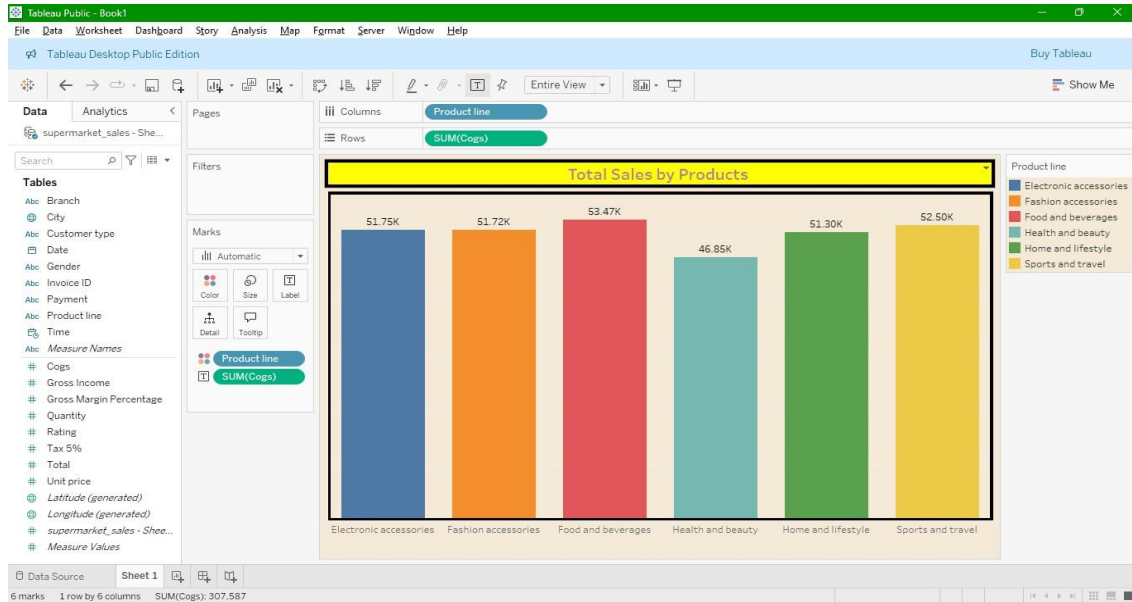 Tableau Public - Book1
File Data Worksheet Dashboard Story Analysis Map Format Server Window Help
Tableau Desktop Public Edition
Buy Tableau
Entire View
Show Me
Data Analytics
supermarket_sales - She...
Search
Tables
Abc Branch
City
Abc Customer type
Date
Abc Gender
Abc Invoice ID
Abc Payment
Abc Product line
Time
Abc Measure Names
# Cogs
# Gross Income
# Gross Margin Percentage
# Quantity
# Rating
# Tax 5%
# Total
# Unit price
Latitude (generated)
Longitude (generated)
# supermarket_sales - Shee...
# Measure Values
Pages
Filters
Marks
Automatic
Color Size Label
Detail Tooltip
Product line
SUM(Cogs)
Columns Product line
Rows SUM(Cogs)
Total Sales by Products
51.75K 51.72K 53.47K 46.85K 51.30K 52.50K
Electronic accessories Fashion accessories Food and beverages Health and beauty Home and lifestyle Sports and travel
Product line
Electronic accessories
Fashion accessories
Food and beverages
Health and beauty
Home and lifestyle
Sports and travel
Data Source Sheet 1
6 marks 1 row by 6 columns SUM(Cogs): 307,587